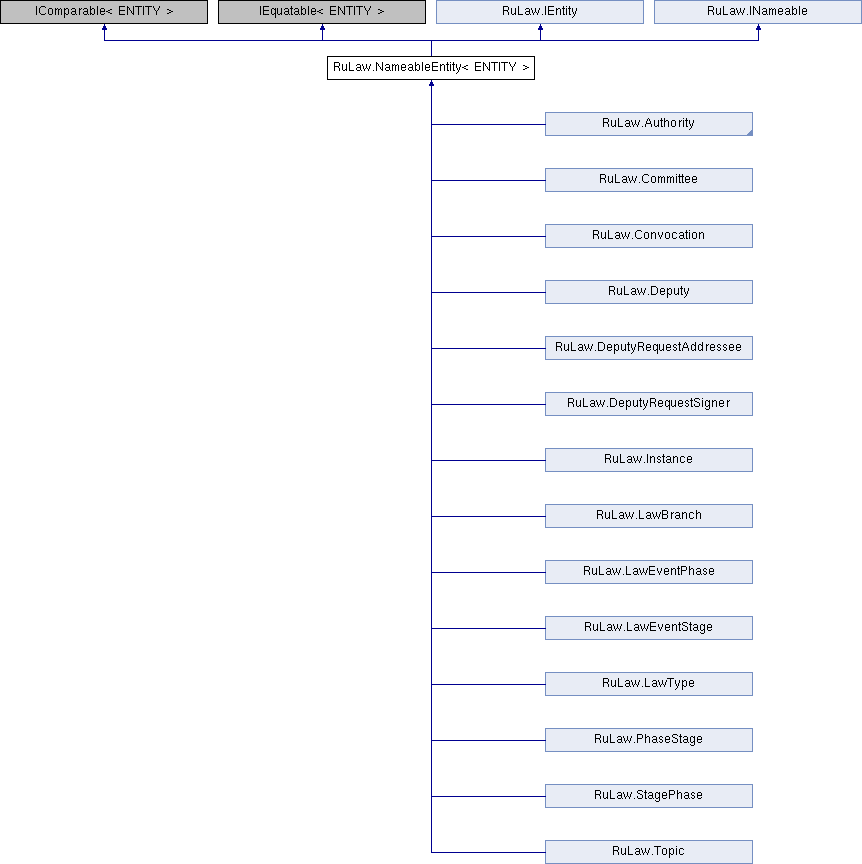 IComparable< ENTITY >
IEquatable< ENTITY >
RuLaw.IEntity
RuLaw.INameable
RuLaw.NameableEntity< ENTITY >
RuLaw.Authority
RuLaw.Committee
RuLaw.Convocation
RuLaw.Deputy
RuLaw.DeputyRequestAddressee
RuLaw.DeputyRequestSigner
RuLaw.Instance
RuLaw.LawBranch
RuLaw.LawEventPhase
RuLaw.LawEventStage
RuLaw.LawType
RuLaw.PhaseStage
RuLaw.StagePhase
RuLaw.Topic